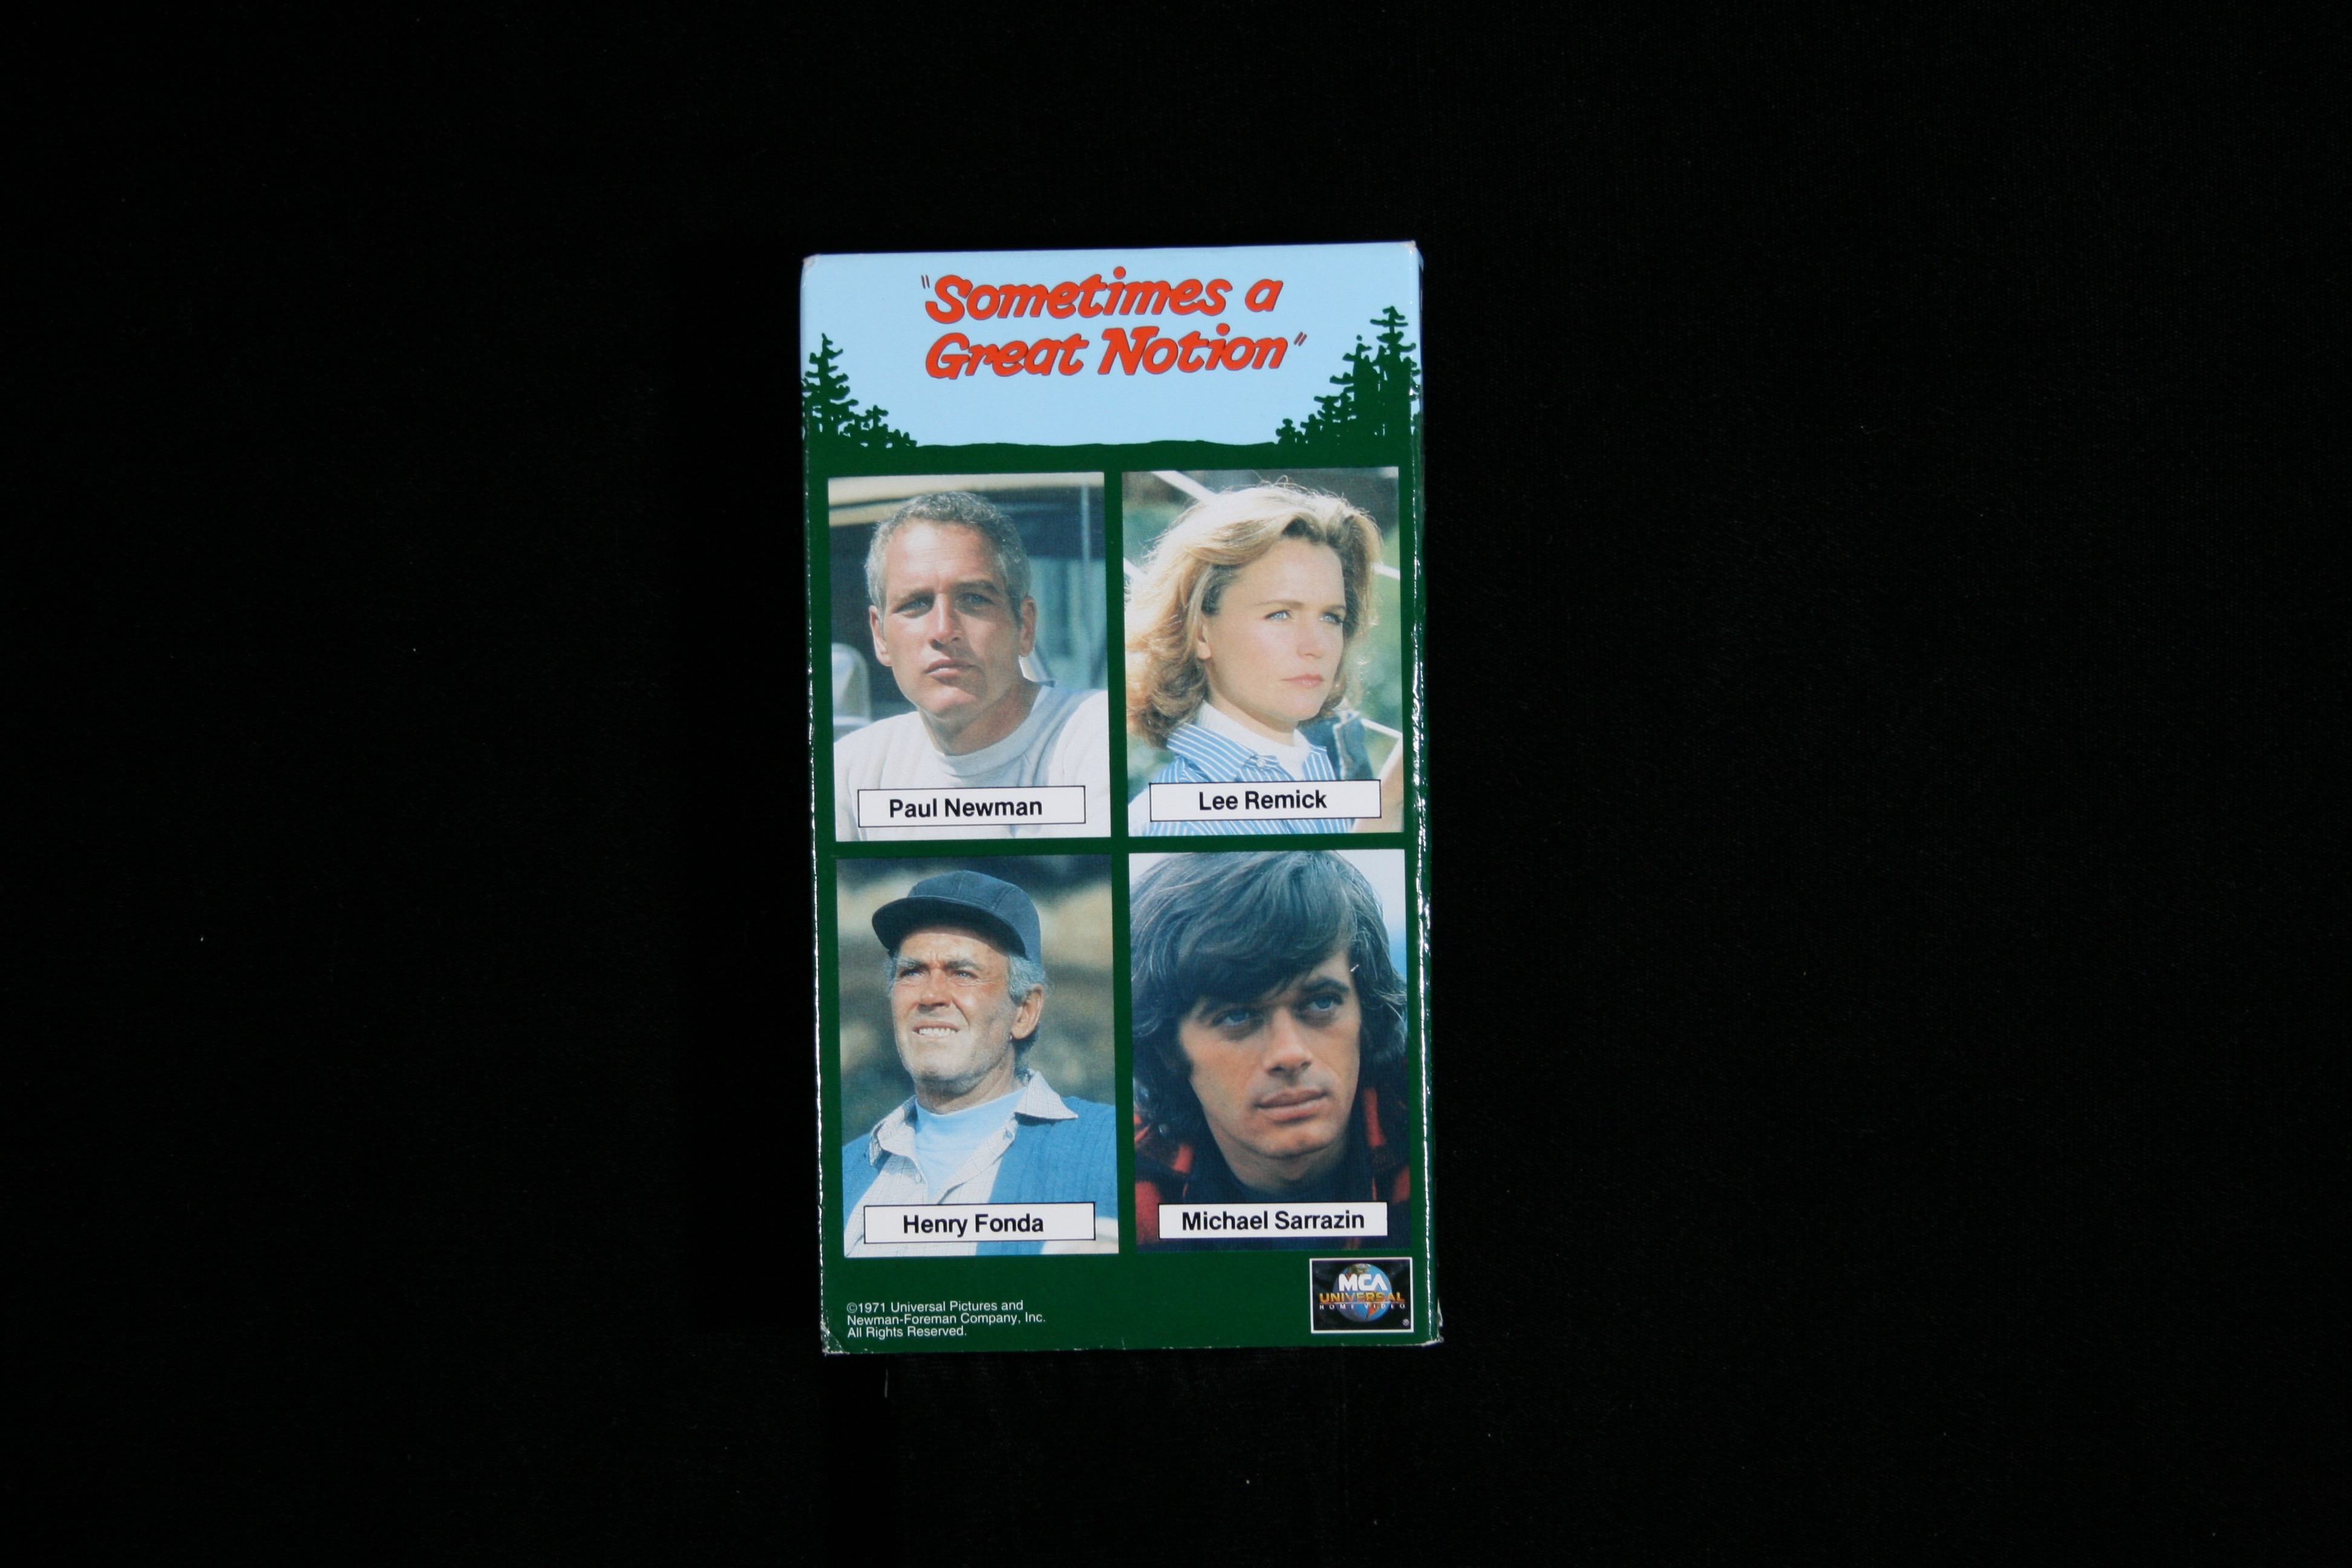 "Sometimes a
Great Notion"
Paul Newman
Lee Remick
Henry Fonda
Michael Sarrazin
©1971 Universal Pictures and
Newman-Foreman Company, Inc.
All Rights Reserved.
MCA
UNIVERSAL
HOME VIDEO
®